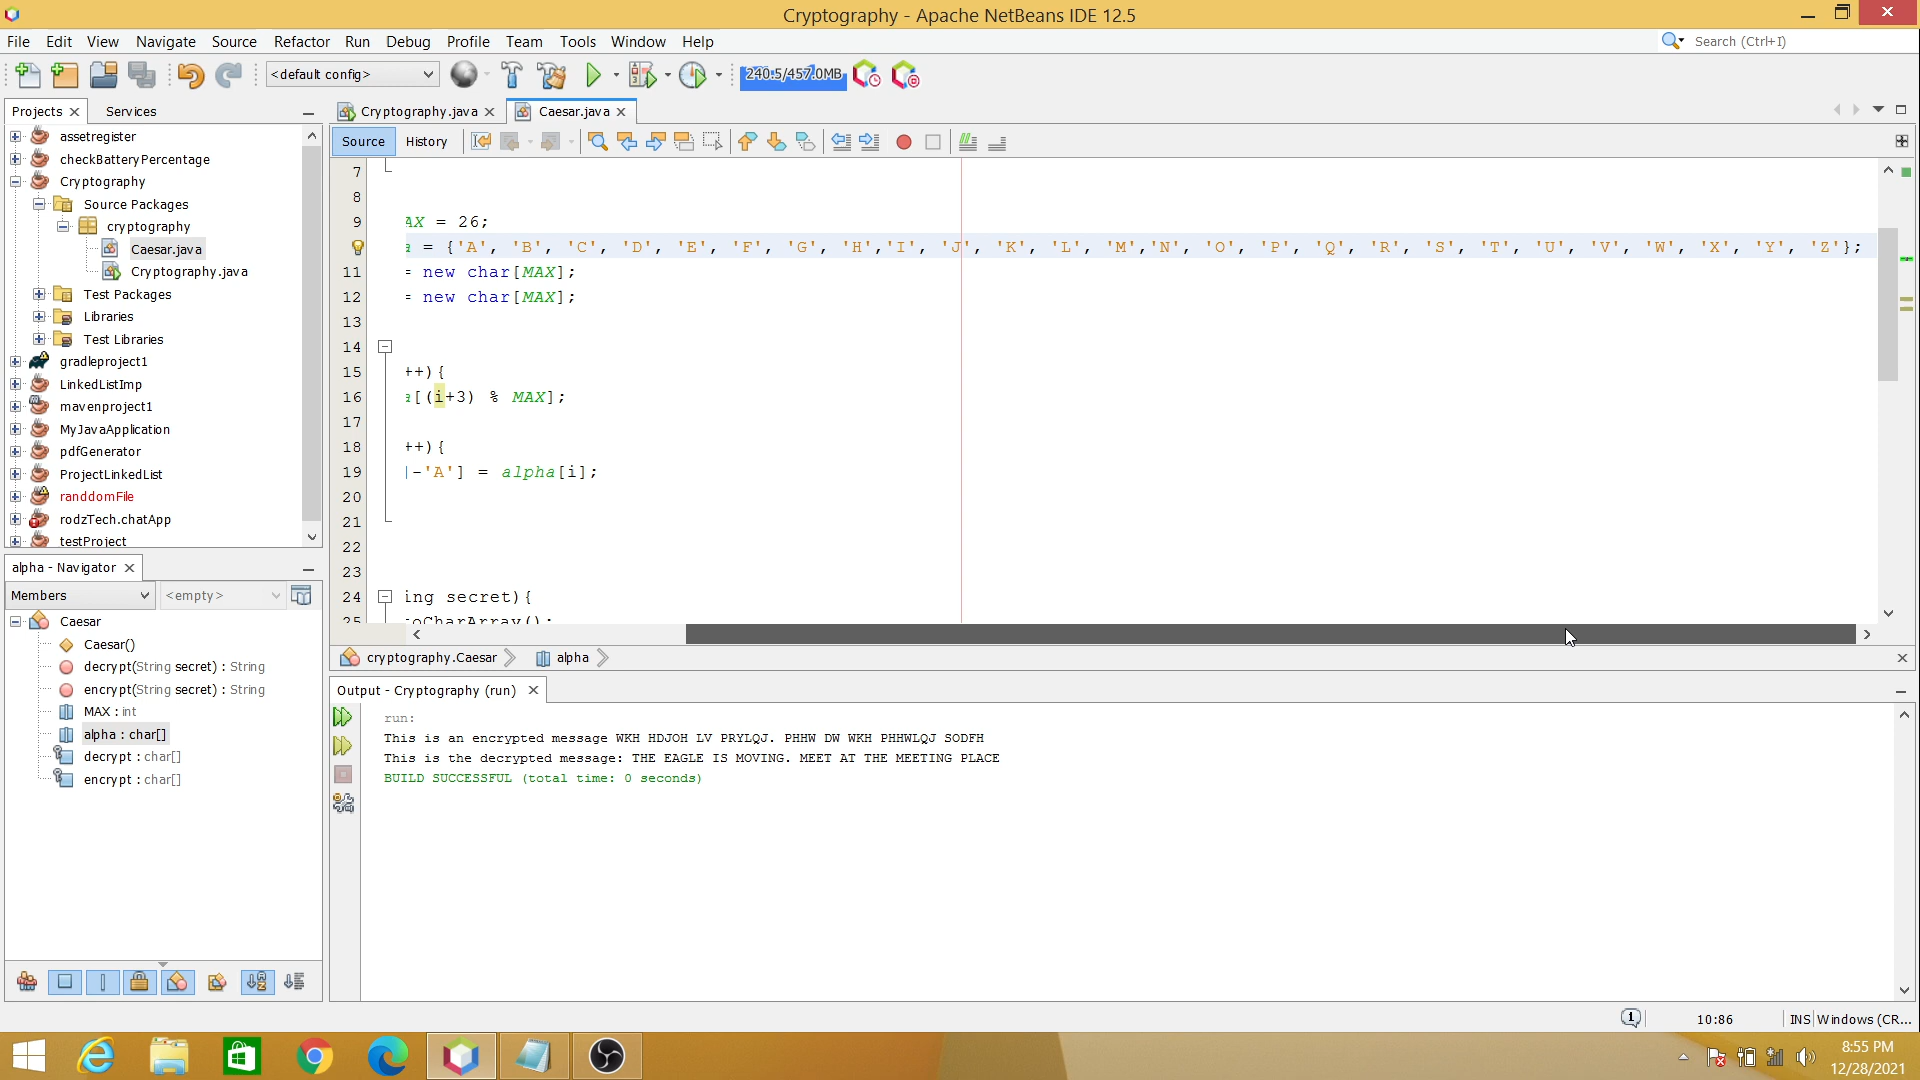 Cryptography - Apache NetBeans IDE 12.5
File Edit View Navigate Source Refactor Run Debug Profile Team Tools Window Help
Search (Ctrl+I)
<default config>
240.5/457.0MB
Projects Services
Cryptography.java Caesar.java
Source History
assetregister
checkBatteryPercentage
Cryptography
Source Packages
cryptography
Caesar.java
Cryptography.java
Test Packages
Libraries
Test Libraries
gradleproject1
LinkedListImp
mavenproject1
MyJavaApplication
pdfGenerator
ProjectLinkedList
randdomFile
rodzTech.chatApp
testProject
7
8
9 AX = 26;
= {'A', 'B', 'C', 'D', 'E', 'F', 'G', 'H','I', 'J', 'K', 'L', 'M','N', 'O', 'P', 'Q', 'R', 'S', 'T', 'U', 'V', 'W', 'X', 'Y', 'Z'};
11 = new char[MAX];
12 = new char[MAX];
13
14
15 ++){
16 [(i+3) % MAX];
17
18 ++){
19 ]-'A'] = alpha[i];
20
21
22
23
24 ing secret){
25 toCharArray();
cryptography.Caesar alpha
alpha - Navigator
Members <empty>
Caesar
Caesar()
decrypt(String secret) : String
encrypt(String secret) : String
MAX : int
alpha : char[]
decrypt : char[]
encrypt : char[]
Output - Cryptography (run)
run:
This is an encrypted message WKH HDJOH LV PRYLQJ. PHHW DW WKH PHHWLQJ SODFH
This is the decrypted message: THE EAGLE IS MOVING. MEET AT THE MEETING PLACE
BUILD SUCCESSFUL (total time: 0 seconds)
1 10:86 INS Windows (CR...
8:55 PM
12/28/2021